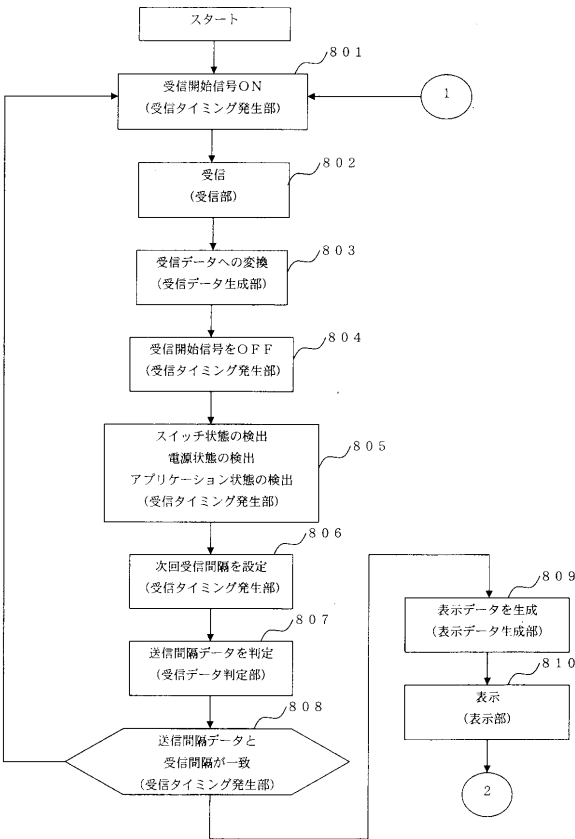 スタート
801
受信開始信号ON
(受信タイミング発生部)
1
802
受信
(受信部)
803
受信データへの変換
(受信データ生成部)
804
受信開始信号をOFF
(受信タイミング発生部)
805
スイッチ状態の検出
電源状態の検出
アプリケーション状態の検出
(受信タイミング発生部)
806
次回受信間隔を設定
(受信タイミング発生部)
807
送信間隔データを判定
(受信データ判定部)
808
送信間隔データと
受信間隔が一致
(受信タイミング発生部)
809
表示データを生成
(表示データ生成部)
810
表示
(表示部)
2